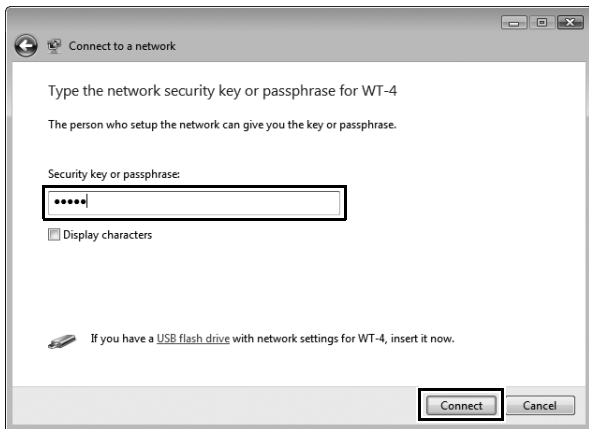 Connect to a network
Type the network security key or passphrase for WT-4
The person who setup the network can give you the key or passphrase.
Security key or passphrase:
•••••
Display characters
If you have a USB flash drive with network settings for WT-4, insert it now.
Connect Cancel